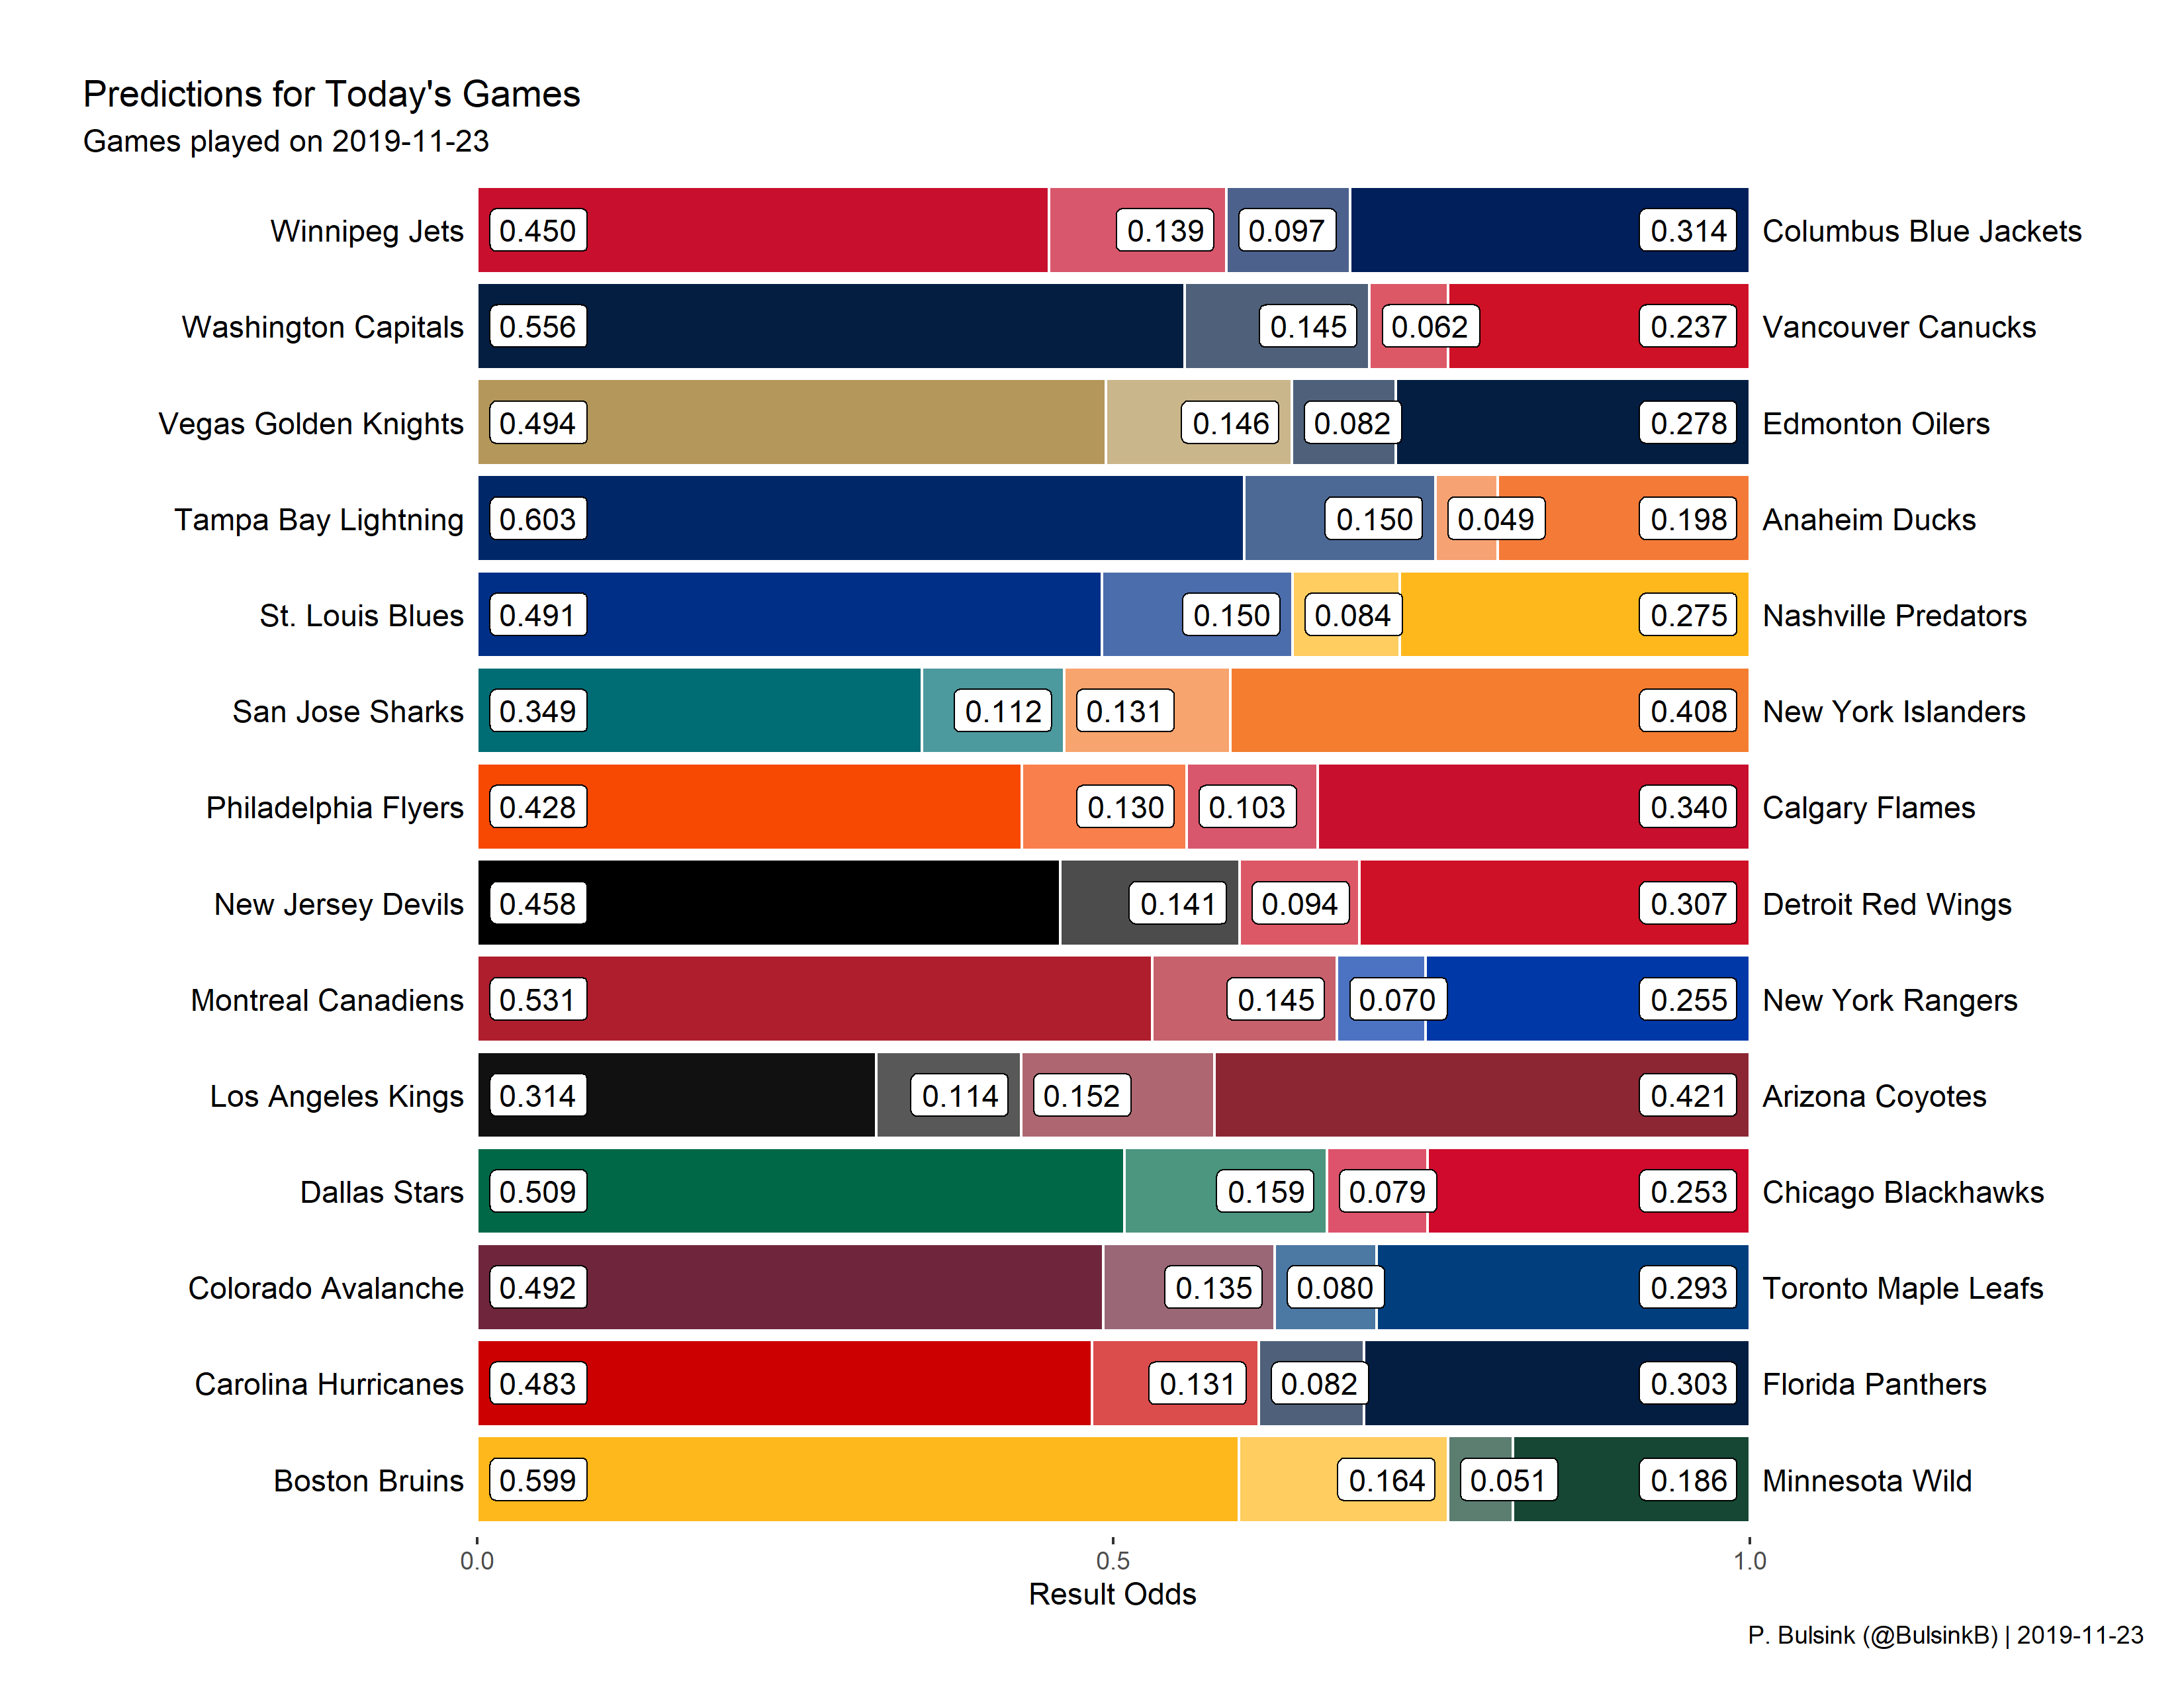 Predictions for Today's Games
Games played on 2019-11-23
Winnipeg Jets 0.450 0.139 0.097 0.314 Columbus Blue Jackets
Washington Capitals 0.556 0.145 0.062 0.237 Vancouver Canucks
Vegas Golden Knights 0.494 0.146 0.082 0.278 Edmonton Oilers
Tampa Bay Lightning 0.603 0.150 0.049 0.198 Anaheim Ducks
St. Louis Blues 0.491 0.150 0.084 0.275 Nashville Predators
San Jose Sharks 0.349 0.112 0.131 0.408 New York Islanders
Philadelphia Flyers 0.428 0.130 0.103 0.340 Calgary Flames
New Jersey Devils 0.458 0.141 0.094 0.307 Detroit Red Wings
Montreal Canadiens 0.531 0.145 0.070 0.255 New York Rangers
Los Angeles Kings 0.314 0.114 0.152 0.421 Arizona Coyotes
Dallas Stars 0.509 0.159 0.079 0.253 Chicago Blackhawks
Colorado Avalanche 0.492 0.135 0.080 0.293 Toronto Maple Leafs
Carolina Hurricanes 0.483 0.131 0.082 0.303 Florida Panthers
Boston Bruins 0.599 0.164 0.051 0.186 Minnesota Wild
0.0 0.5 1.0
Result Odds
P. Bulsink (@BulsinkB) | 2019-11-23